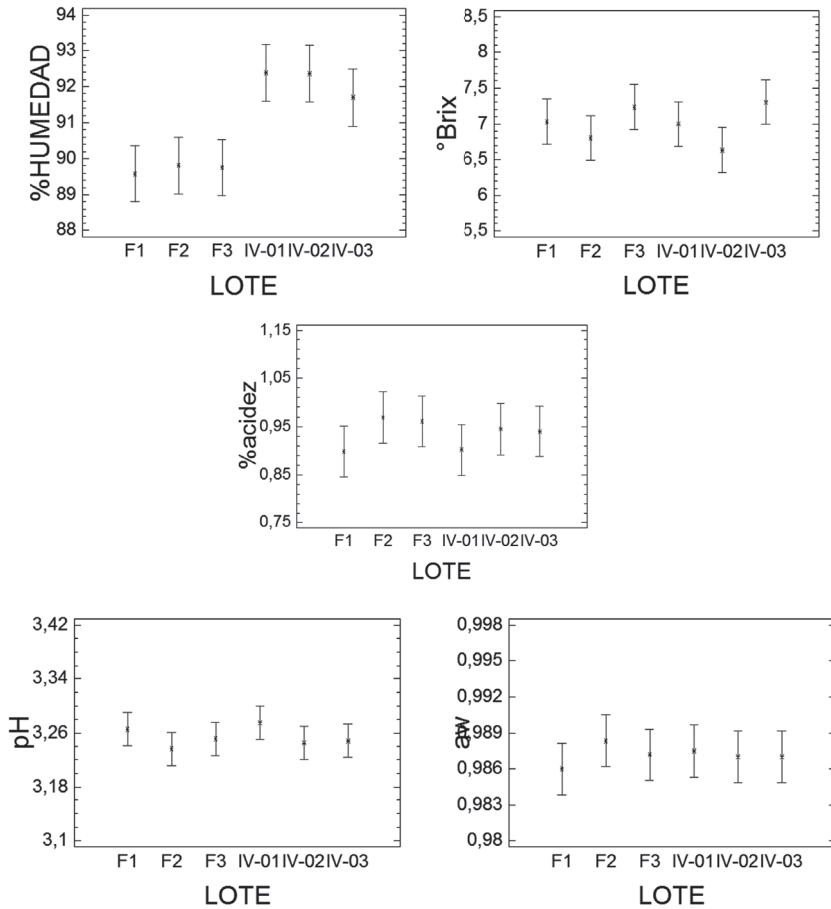 %HUMEDAD
94
93
92
91
90
89
88
F1 F2 F3 IV-01 IV-02 IV-03
LOTE
°Brix
8,5
8
7,5
7
6,5
6
5,5
F1 F2 F3 IV-01 IV-02 IV-03
LOTE
%acidez
1,15
1,05
0,95
0,85
0,75
F1 F2 F3 IV-01 IV-02 IV-03
LOTE
pH
3,42
3,34
3,26
3,18
3,1
F1 F2 F3 IV-01 IV-02 IV-03
LOTE
aw
0,998
0,995
0,992
0,989
0,986
0,983
0,98
F1 F2 F3 IV-01 IV-02 IV-03
LOTE